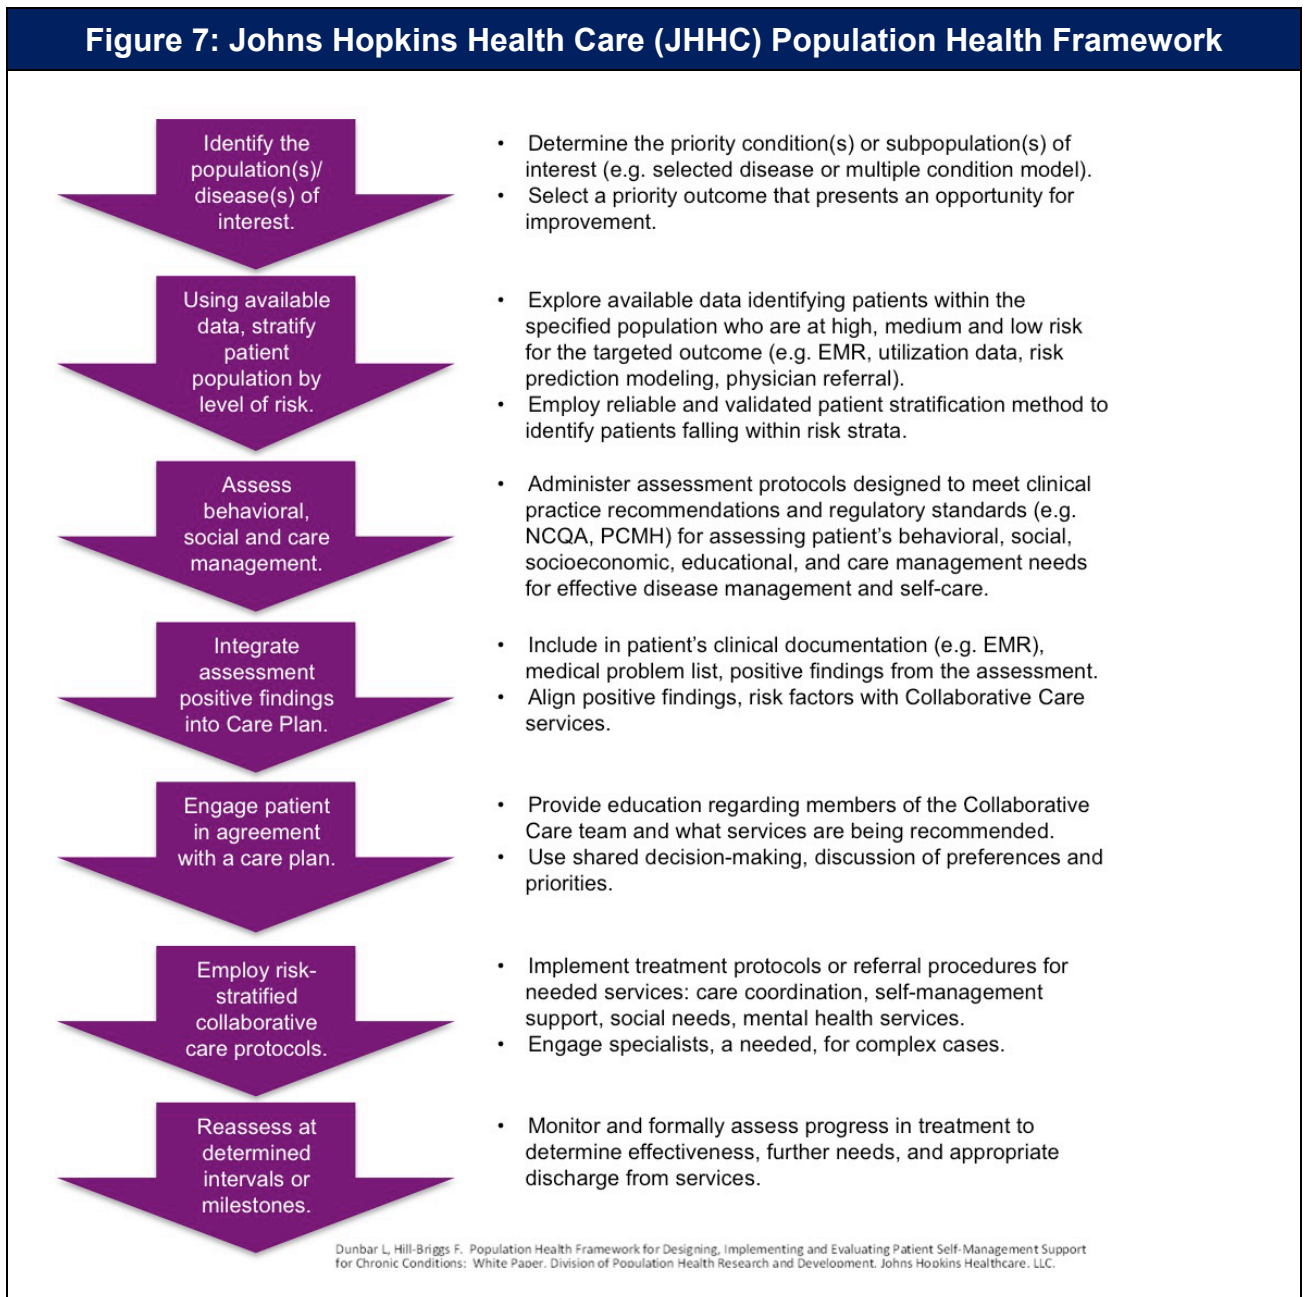 Figure 7: Johns Hopkins Health Care (JHHC) Population Health Framework
Identify the
population(s)/
disease(s) of
interest.
• Determine the priority condition(s) or subpopulation(s) of
interest (e.g. selected disease or multiple condition model).
• Select a priority outcome that presents an opportunity for
improvement.
Using available
data, stratify
patient
population by
level of risk.
• Explore available data identifying patients within the
specified population who are at high, medium and low risk
for the targeted outcome (e.g. EMR, utilization data, risk
prediction modeling, physician referral).
• Employ reliable and validated patient stratification method to
identify patients falling within risk strata.
Assess
behavioral,
social and care
management.
• Administer assessment protocols designed to meet clinical
practice recommendations and regulatory standards (e.g.
NCQA, PCMH) for assessing patient's behavioral, social,
socioeconomic, educational, and care management needs
for effective disease management and self-care.
Integrate
assessment
positive findings
into Care Plan.
• Include in patient's clinical documentation (e.g. EMR),
medical problem list, positive findings from the assessment.
• Align positive findings, risk factors with Collaborative Care
services.
Engage patient
in agreement
with a care plan.
• Provide education regarding members of the Collaborative
Care team and what services are being recommended.
• Use shared decision-making, discussion of preferences and
priorities.
Employ risk-
stratified
collaborative
care protocols.
• Implement treatment protocols or referral procedures for
needed services: care coordination, self-management
support, social needs, mental health services.
• Engage specialists, a needed, for complex cases.
Reassess at
determined
intervals or
milestones.
• Monitor and formally assess progress in treatment to
determine effectiveness, further needs, and appropriate
discharge from services.
Dunbar L, Hill-Briggs F. Population Health Framework for Designing, Implementing and Evaluating Patient Self-Management Support
for Chronic Conditions: White Paper. Division of Population Health Research and Development. Johns Hopkins Healthcare. LLC.